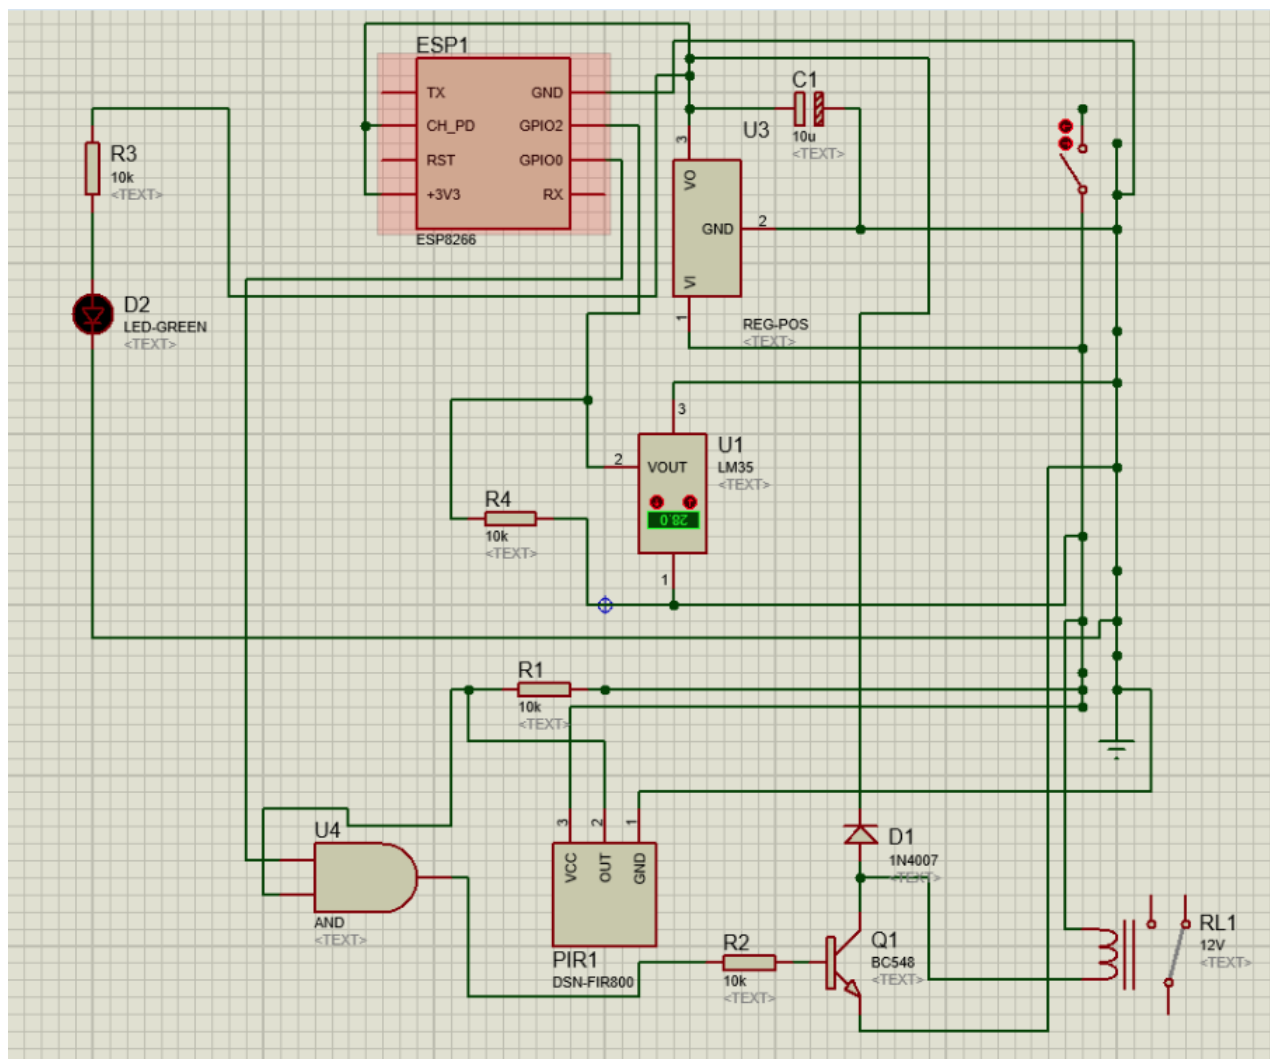 ESP1
TX
CH_PD
RST
+3V3
GND
GPIO2
GPIO0
RX
ESP8266
R3
10k
<TEXT>
D2
LED-GREEN
<TEXT>
C1
10u
<TEXT>
U3
3
VO
GND
2
VI
1
REG-POS
<TEXT>
3
U1
LM35
<TEXT>
2
VOUT
28.0
1
R4
10k
<TEXT>
R1
10k
<TEXT>
U4
AND
<TEXT>
3
2
1
VCC
OUT
GND
PIR1
DSN-FIR800
R2
10k
<TEXT>
D1
1N4007
<TEXT>
Q1
BC548
<TEXT>
RL1
12V
<TEXT>